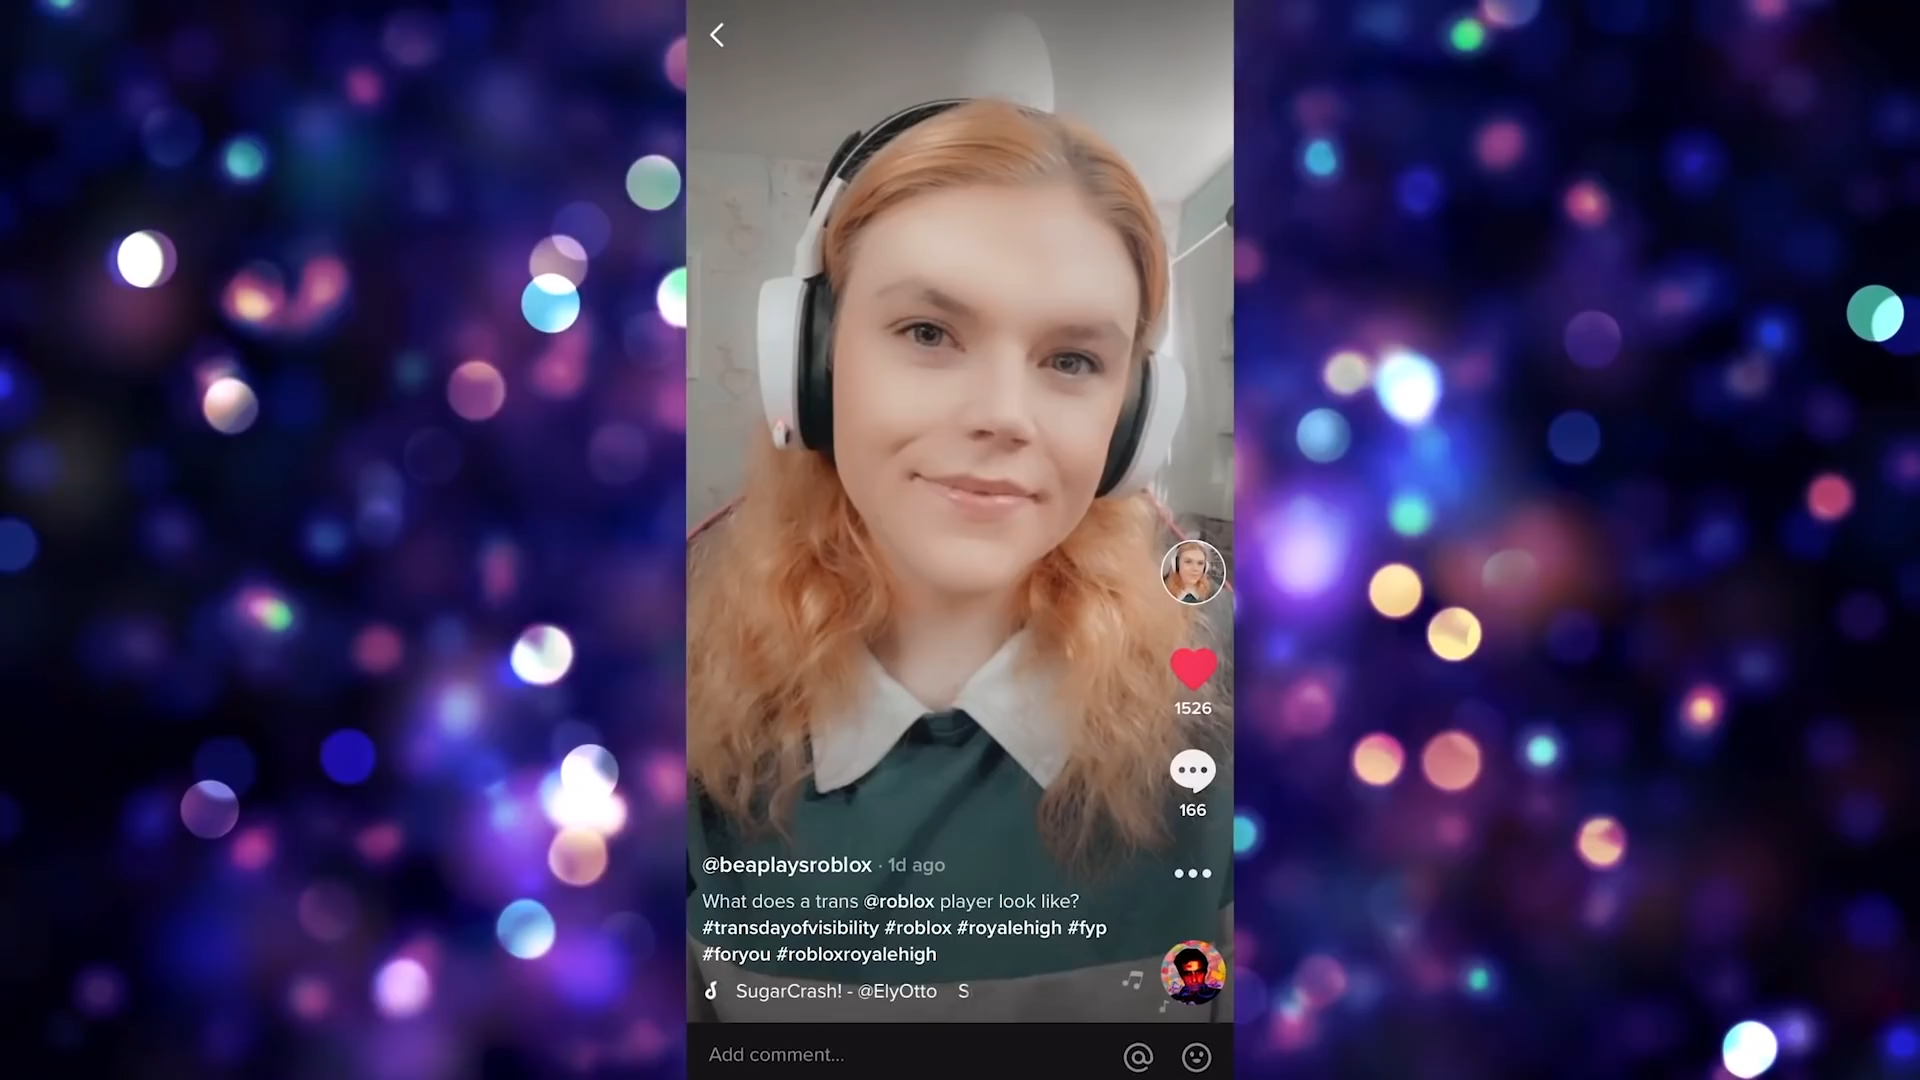 1526
166
@beaplaysroblox · 1d ago
What does a trans @roblox player look like?
#transdayofvisibility #roblox #royalehigh #fyp
#foryou #robloxroyalehigh
SugarCrash! - @ElyOtto S
Add comment...